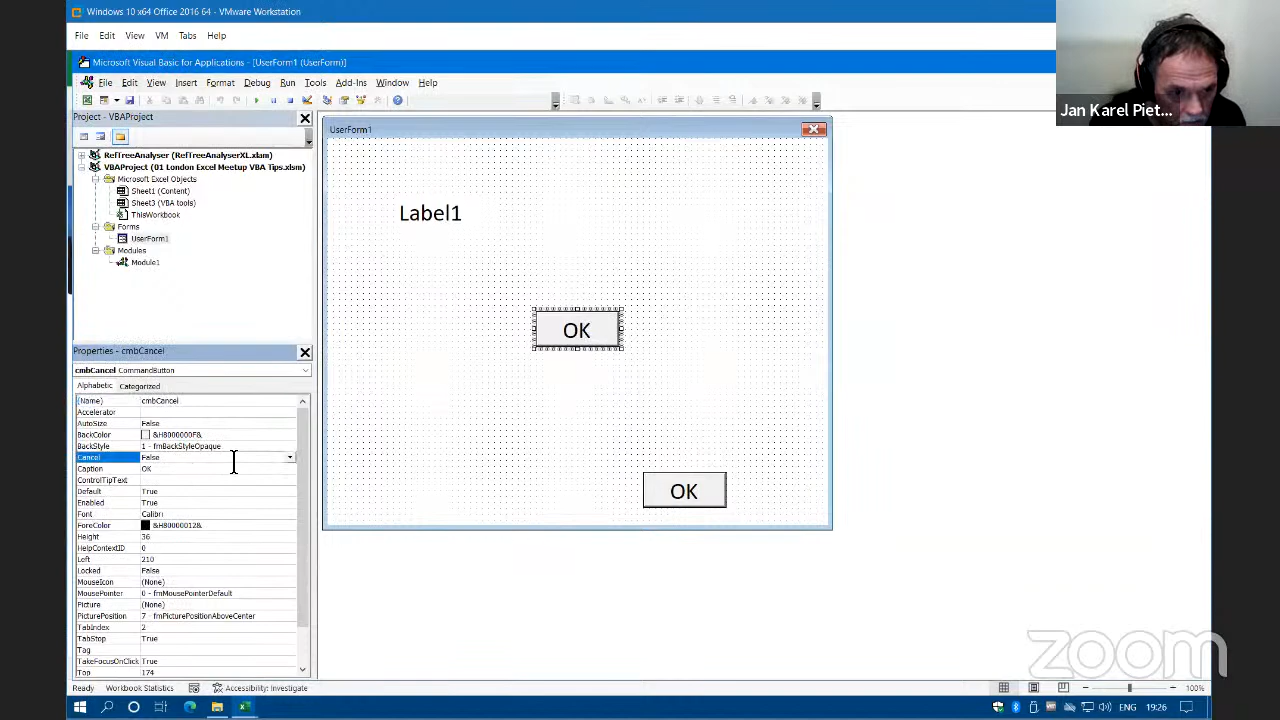 Windows 10 x64 Office 2016 64 - VMware Workstation
File Edit View VM Tabs Help
Microsoft Visual Basic for Applications - [UserForm1 (UserForm)]
File Edit View Insert Format Debug Run Tools Add-Ins Window Help
Jan Karel Piet...
Project - VBAProject
RefTreeAnalyser (RefTreeAnalyserXL.xlam)
VBAProject (01 London Excel Meetup VBA Tips.xlsm)
Microsoft Excel Objects
Sheet1 (Content)
Sheet3 (VBA tools)
ThisWorkbook
Forms
UserForm1
Modules
Module1
UserForm1
Label1
OK
OK
Properties - cmbCancel
cmbCancel CommandButton
Alphabetic Categorized
(Name) cmbCancel
Accelerator
AutoSize False
BackColor &H8000000F&
BackStyle 1 - fmBackStyleOpaque
Cancel False
Caption OK
ControlTipText
Default True
Enabled True
Font Calibri
ForeColor &H80000012&
Height 36
HelpContextID 0
Left 210
Locked False
MouseIcon (None)
MousePointer 0 - fmMousePointerDefault
Picture (None)
PicturePosition 7 - fmPicturePositionAboveCenter
TabIndex 2
TabStop True
Tag
TakeFocusOnClick True
Top 174
zoom
Ready Workbook Statistics Accessibility: Investigate 100%
ENG 19:26